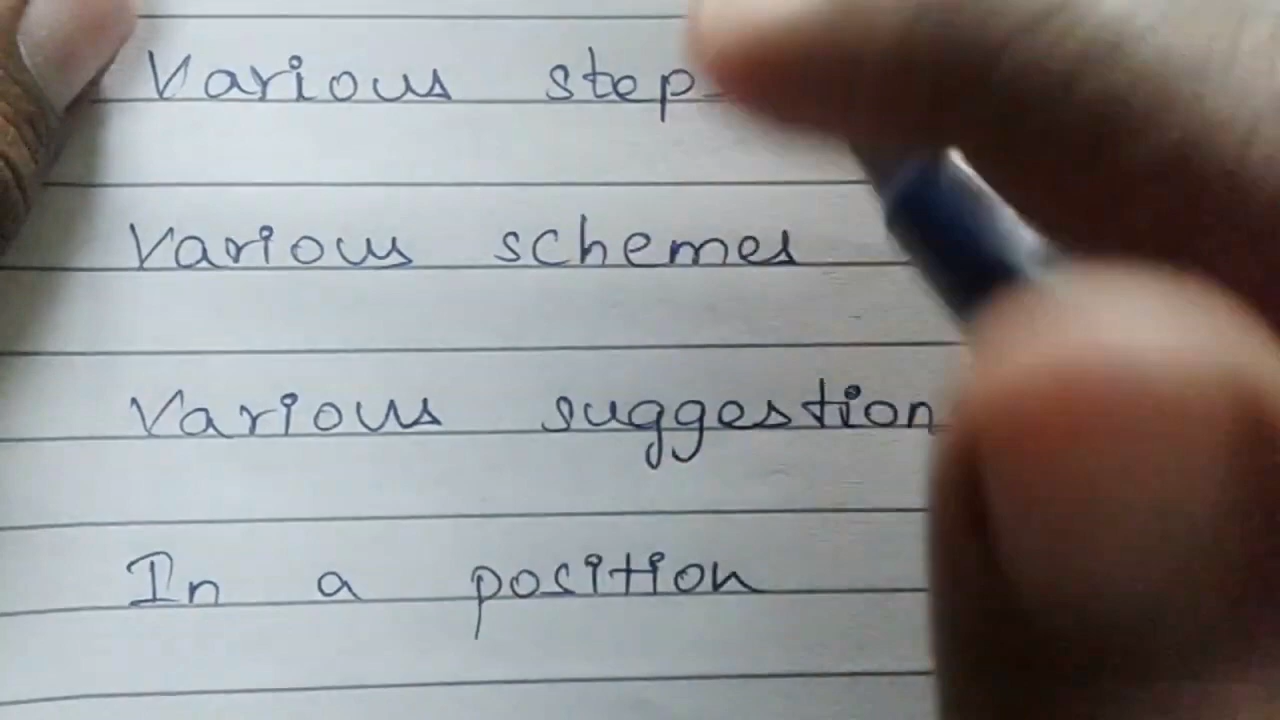 Various step
Various schemes
Various suggestion
In a position